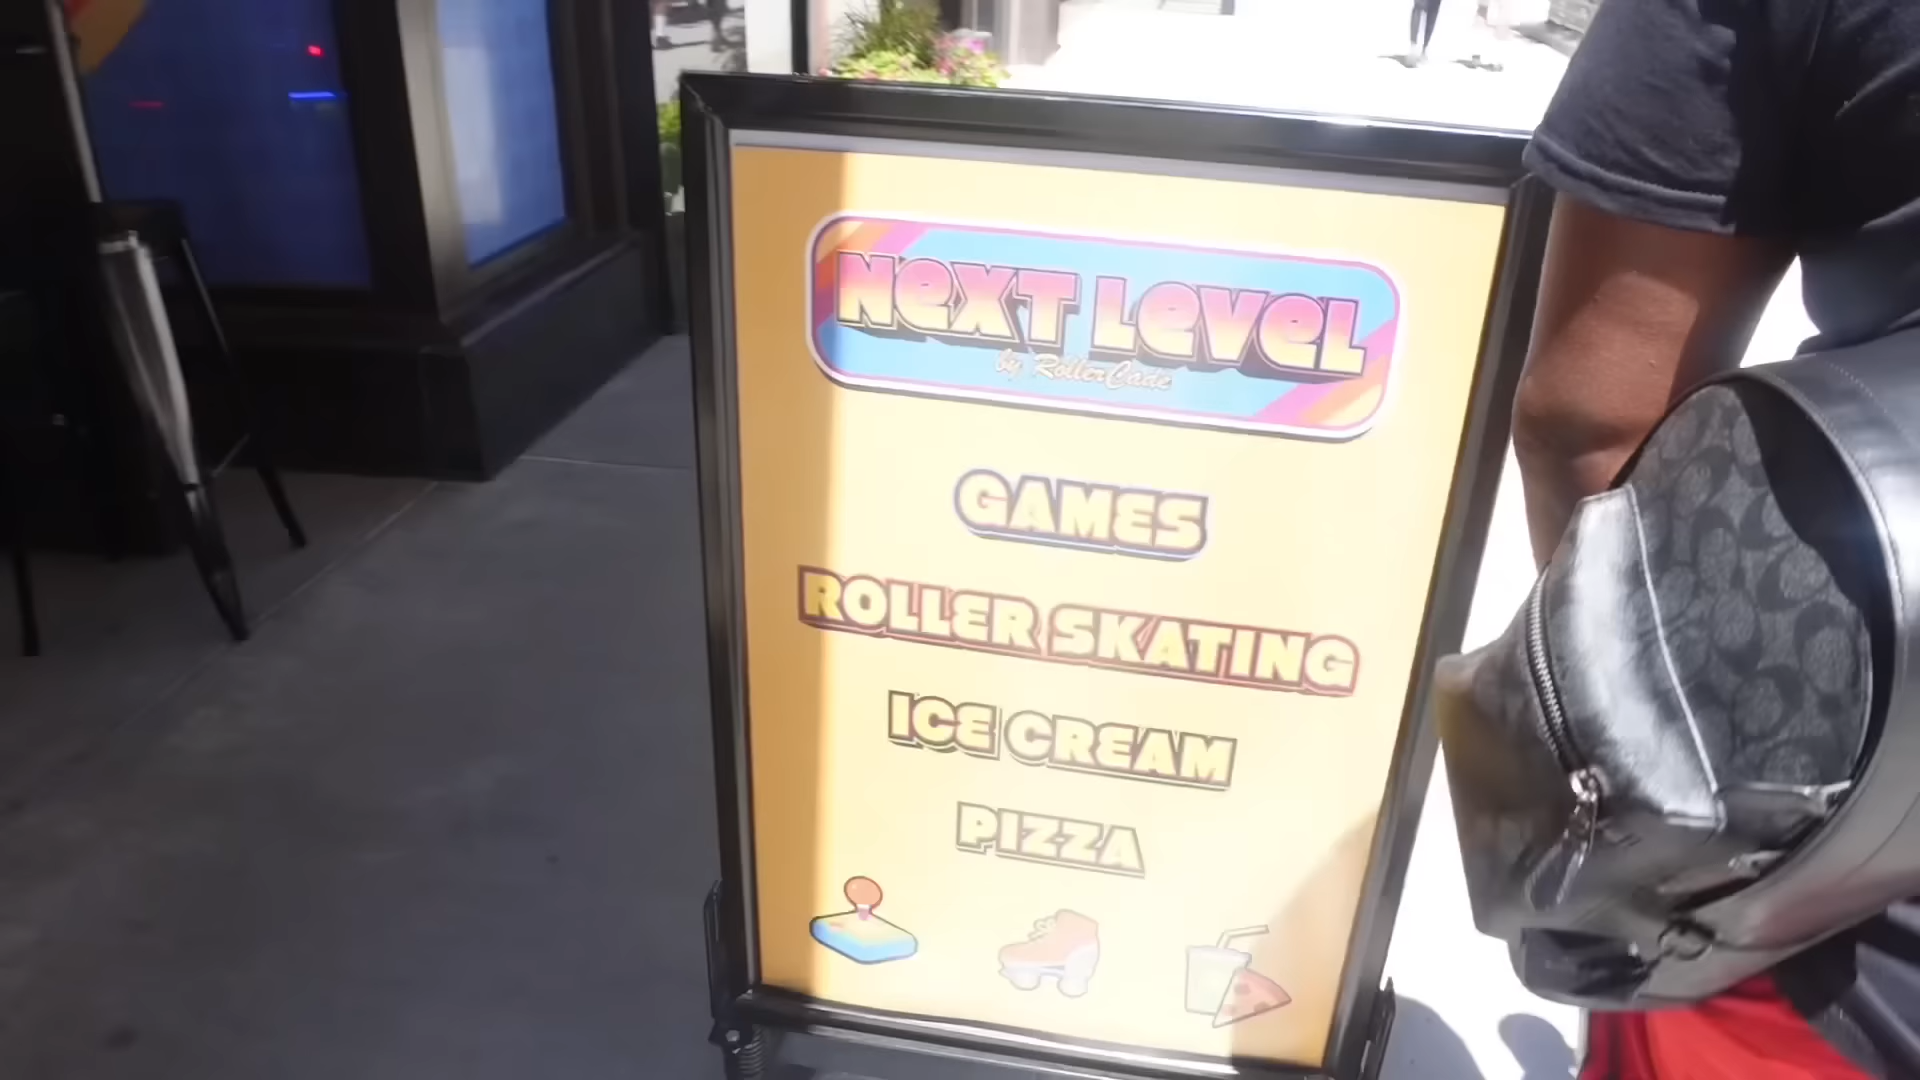 NeXT LeVeL
by RollerCade
GAMES
ROLLER SKATING
ICE CREAM
PIZZA